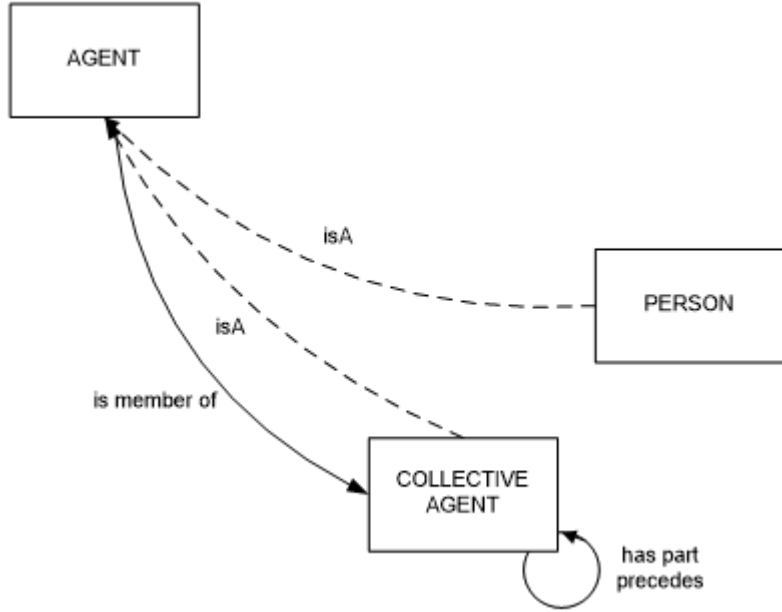 AGENT
isA
PERSON
isA
is member of
COLLECTIVE
AGENT
has part
precedes